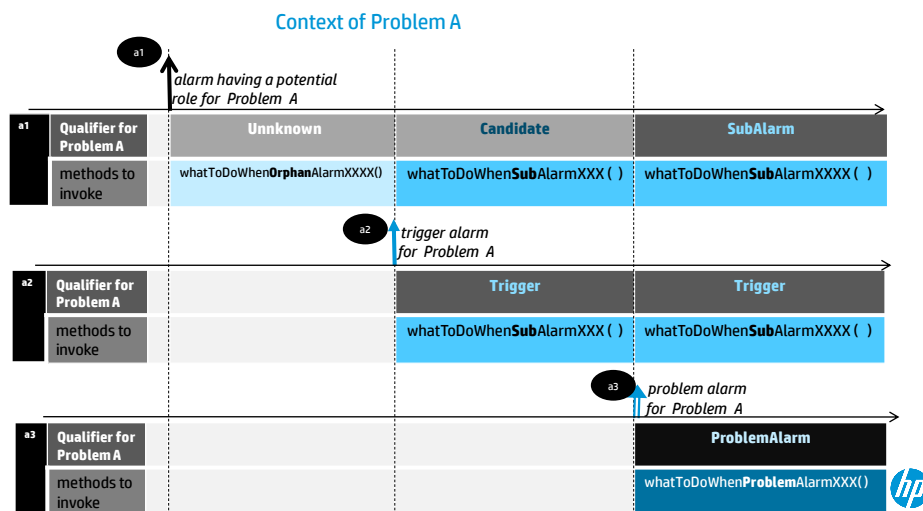 Context of Problem A
a1
alarm having a potential
role for Problem A
a1
Qualifier for
Problem A
Unnknown
Candidate
SubAlarm
methods to
invoke
whatToDoWhenOrphanAlarmXXXX()
whatToDoWhenSubAlarmXXX ( )
whatToDoWhenSubAlarmXXXX ( )
a2
trigger alarm
for Problem A
a2
Qualifier for
Problem A
Trigger
Trigger
methods to
invoke
whatToDoWhenSubAlarmXXX ( )
whatToDoWhenSubAlarmXXXX ( )
a3
problem alarm
for Problem A
a3
Qualifier for
Problem A
ProblemAlarm
methods to
invoke
whatToDoWhenProblemAlarmXXX()
hp